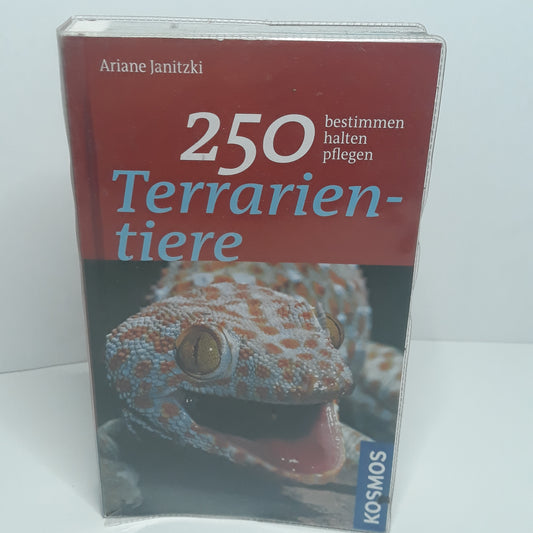 Ariane Janitzki
250
bestimmen
halten
pflegen
Terrarien-
tiere
KOSMOS